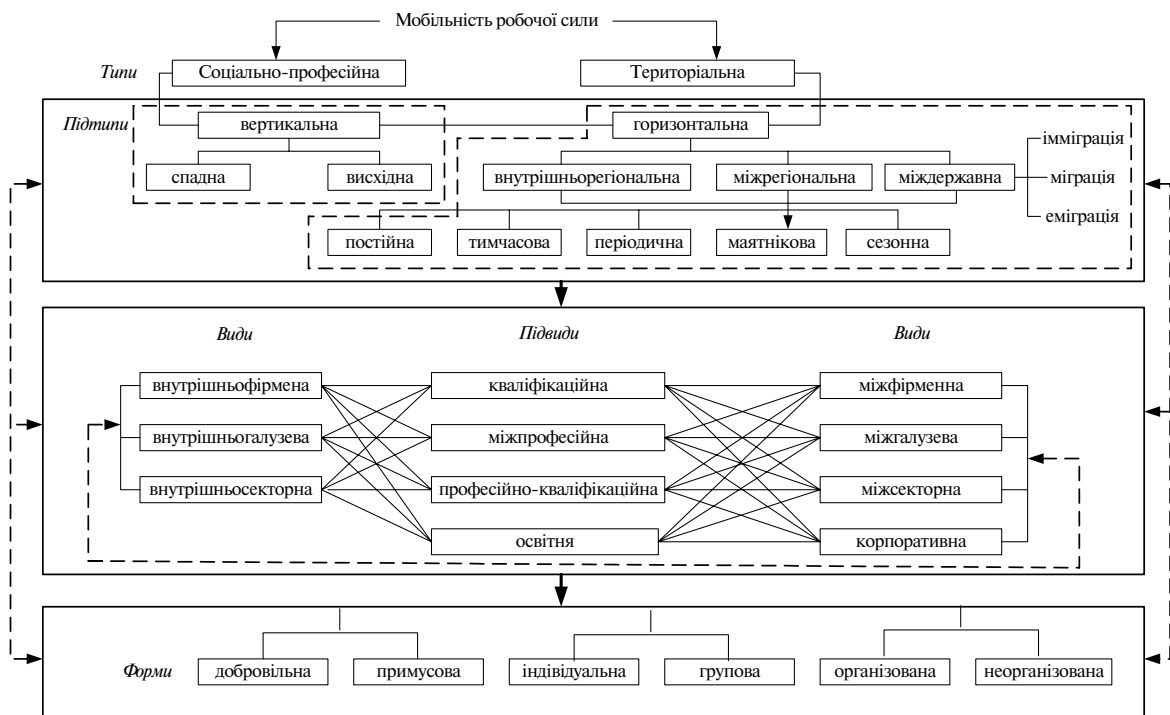 Мобільність робочої сили
Типи
Соціально-професійна
Територіальна
Підтипи
вертикальна
горизонтальна
імміграція
спадна
висхідна
внутрішньорегіональна
міжрегіональна
міждержавна
міграція
еміграція
постійна
тимчасова
періодична
маятнікова
сезонна
Види
Підвиди
Види
внутрішньофірмена
кваліфікаційна
міжфірменна
внутрішньогалузева
міжпрофесійна
міжгалузева
внутрішньосекторна
професійно-кваліфікаційна
міжсекторна
освітня
корпоративна
Форми
добровільна
примусова
індивідуальна
групова
організована
неорганізована